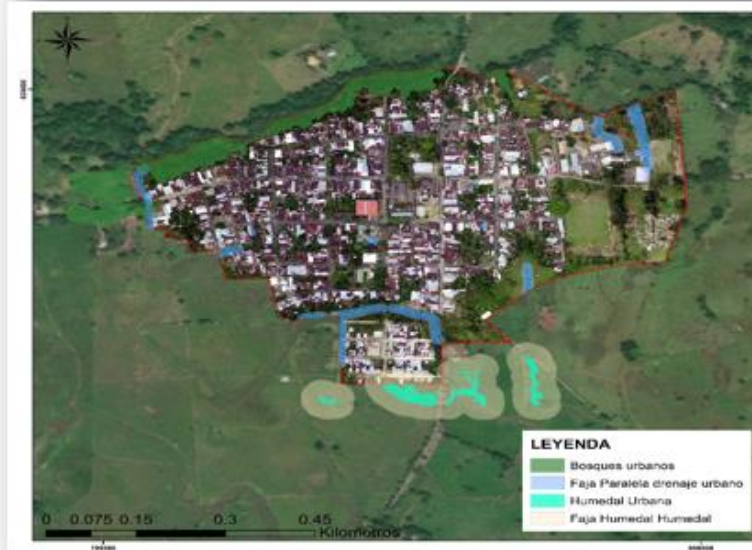 0 0.075 0.15 0.3 0.45
Kilometros
LEYENDA
Bosques urbanos
Faja Paralela drenaje urbano
Humedal Urbana
Faja Humedal Humedal